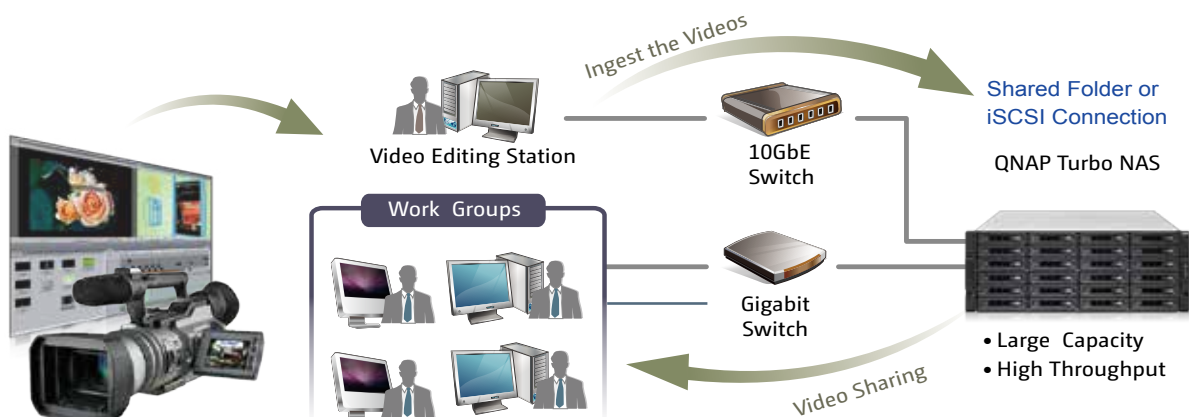 Ingest the Videos
Shared Folder or
iSCSI Connection
Video Editing Station
10GbE
Switch
QNAP Turbo NAS
Work Groups
Gigabit
Switch
• Large Capacity
• High Throughput
Video Sharing